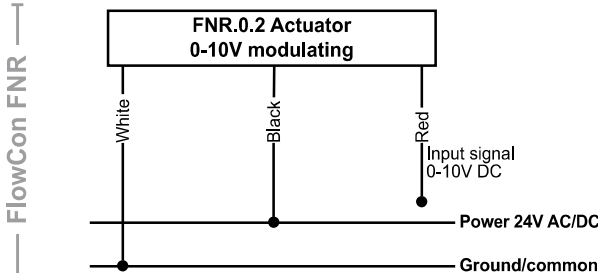 FlowCon FNR
FNR.0.2 Actuator
0-10V modulating
White
Black
Red
Input signal
0-10V DC
Power 24V AC/DC
Ground/common